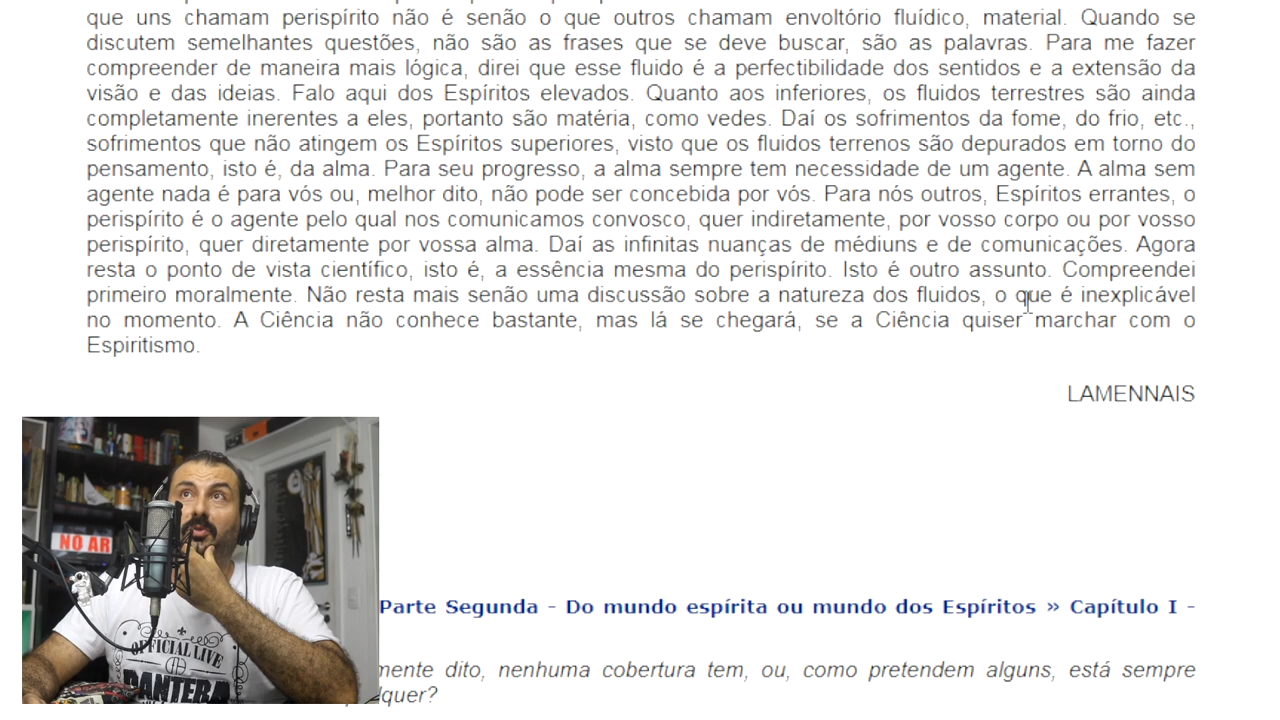 que uns chamam perispírito não é senão o que outros chamam envoltório fluídico, material. Quando se
discutem semelhantes questões, não são as frases que se deve buscar, são as palavras. Para me fazer
compreender de maneira mais lógica, direi que esse fluido é a perfectibilidade dos sentidos e a extensão da
visão e das ideias. Falo aqui dos Espíritos elevados. Quanto aos inferiores, os fluidos terrestres são ainda
completamente inerentes a eles, portanto são matéria, como vedes. Daí os sofrimentos da fome, do frio, etc.,
sofrimentos que não atingem os Espíritos superiores, visto que os fluidos terrenos são depurados em torno do
pensamento, isto é, da alma. Para seu progresso, a alma sempre tem necessidade de um agente. A alma sem
agente nada é para vós ou, melhor dito, não pode ser concebida por vós. Para nós outros, Espíritos errantes, o
perispírito é o agente pelo qual nos comunicamos convosco, quer indiretamente, por vosso corpo ou por vosso
perispírito, quer diretamente por vossa alma. Daí as infinitas nuanças de médiuns e de comunicações. Agora
resta o ponto de vista científico, isto é, a essência mesma do perispírito. Isto é outro assunto. Compreendei
primeiro moralmente. Não resta mais senão uma discussão sobre a natureza dos fluidos, o que é inexplicável
no momento. A Ciência não conhece bastante, mas lá se chegará, se a Ciência quiser marchar com o
Espiritismo.
LAMENNAIS
NO AR
OFFICIAL LIVE
PANTERA
Parte Segunda - Do mundo espírita ou mundo dos Espíritos » Capítulo I -
mente dito, nenhuma cobertura tem, ou, como pretendem alguns, está sempre
lquer?